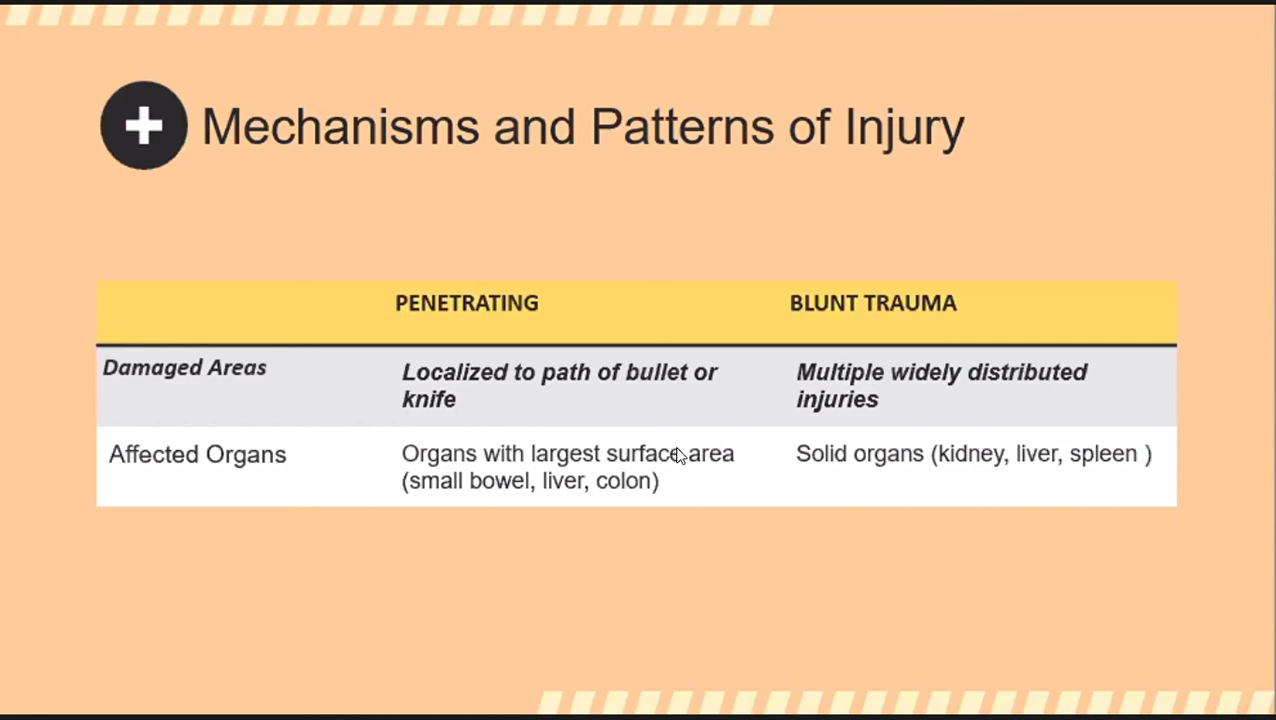 Mechanisms and Patterns of Injury
PENETRATING
BLUNT TRAUMA
Damaged Areas
Localized to path of bullet or
knife
Multiple widely distributed
injuries
Affected Organs
Organs with largest surface area
(small bowel, liver, colon)
Solid organs (kidney, liver, spleen )